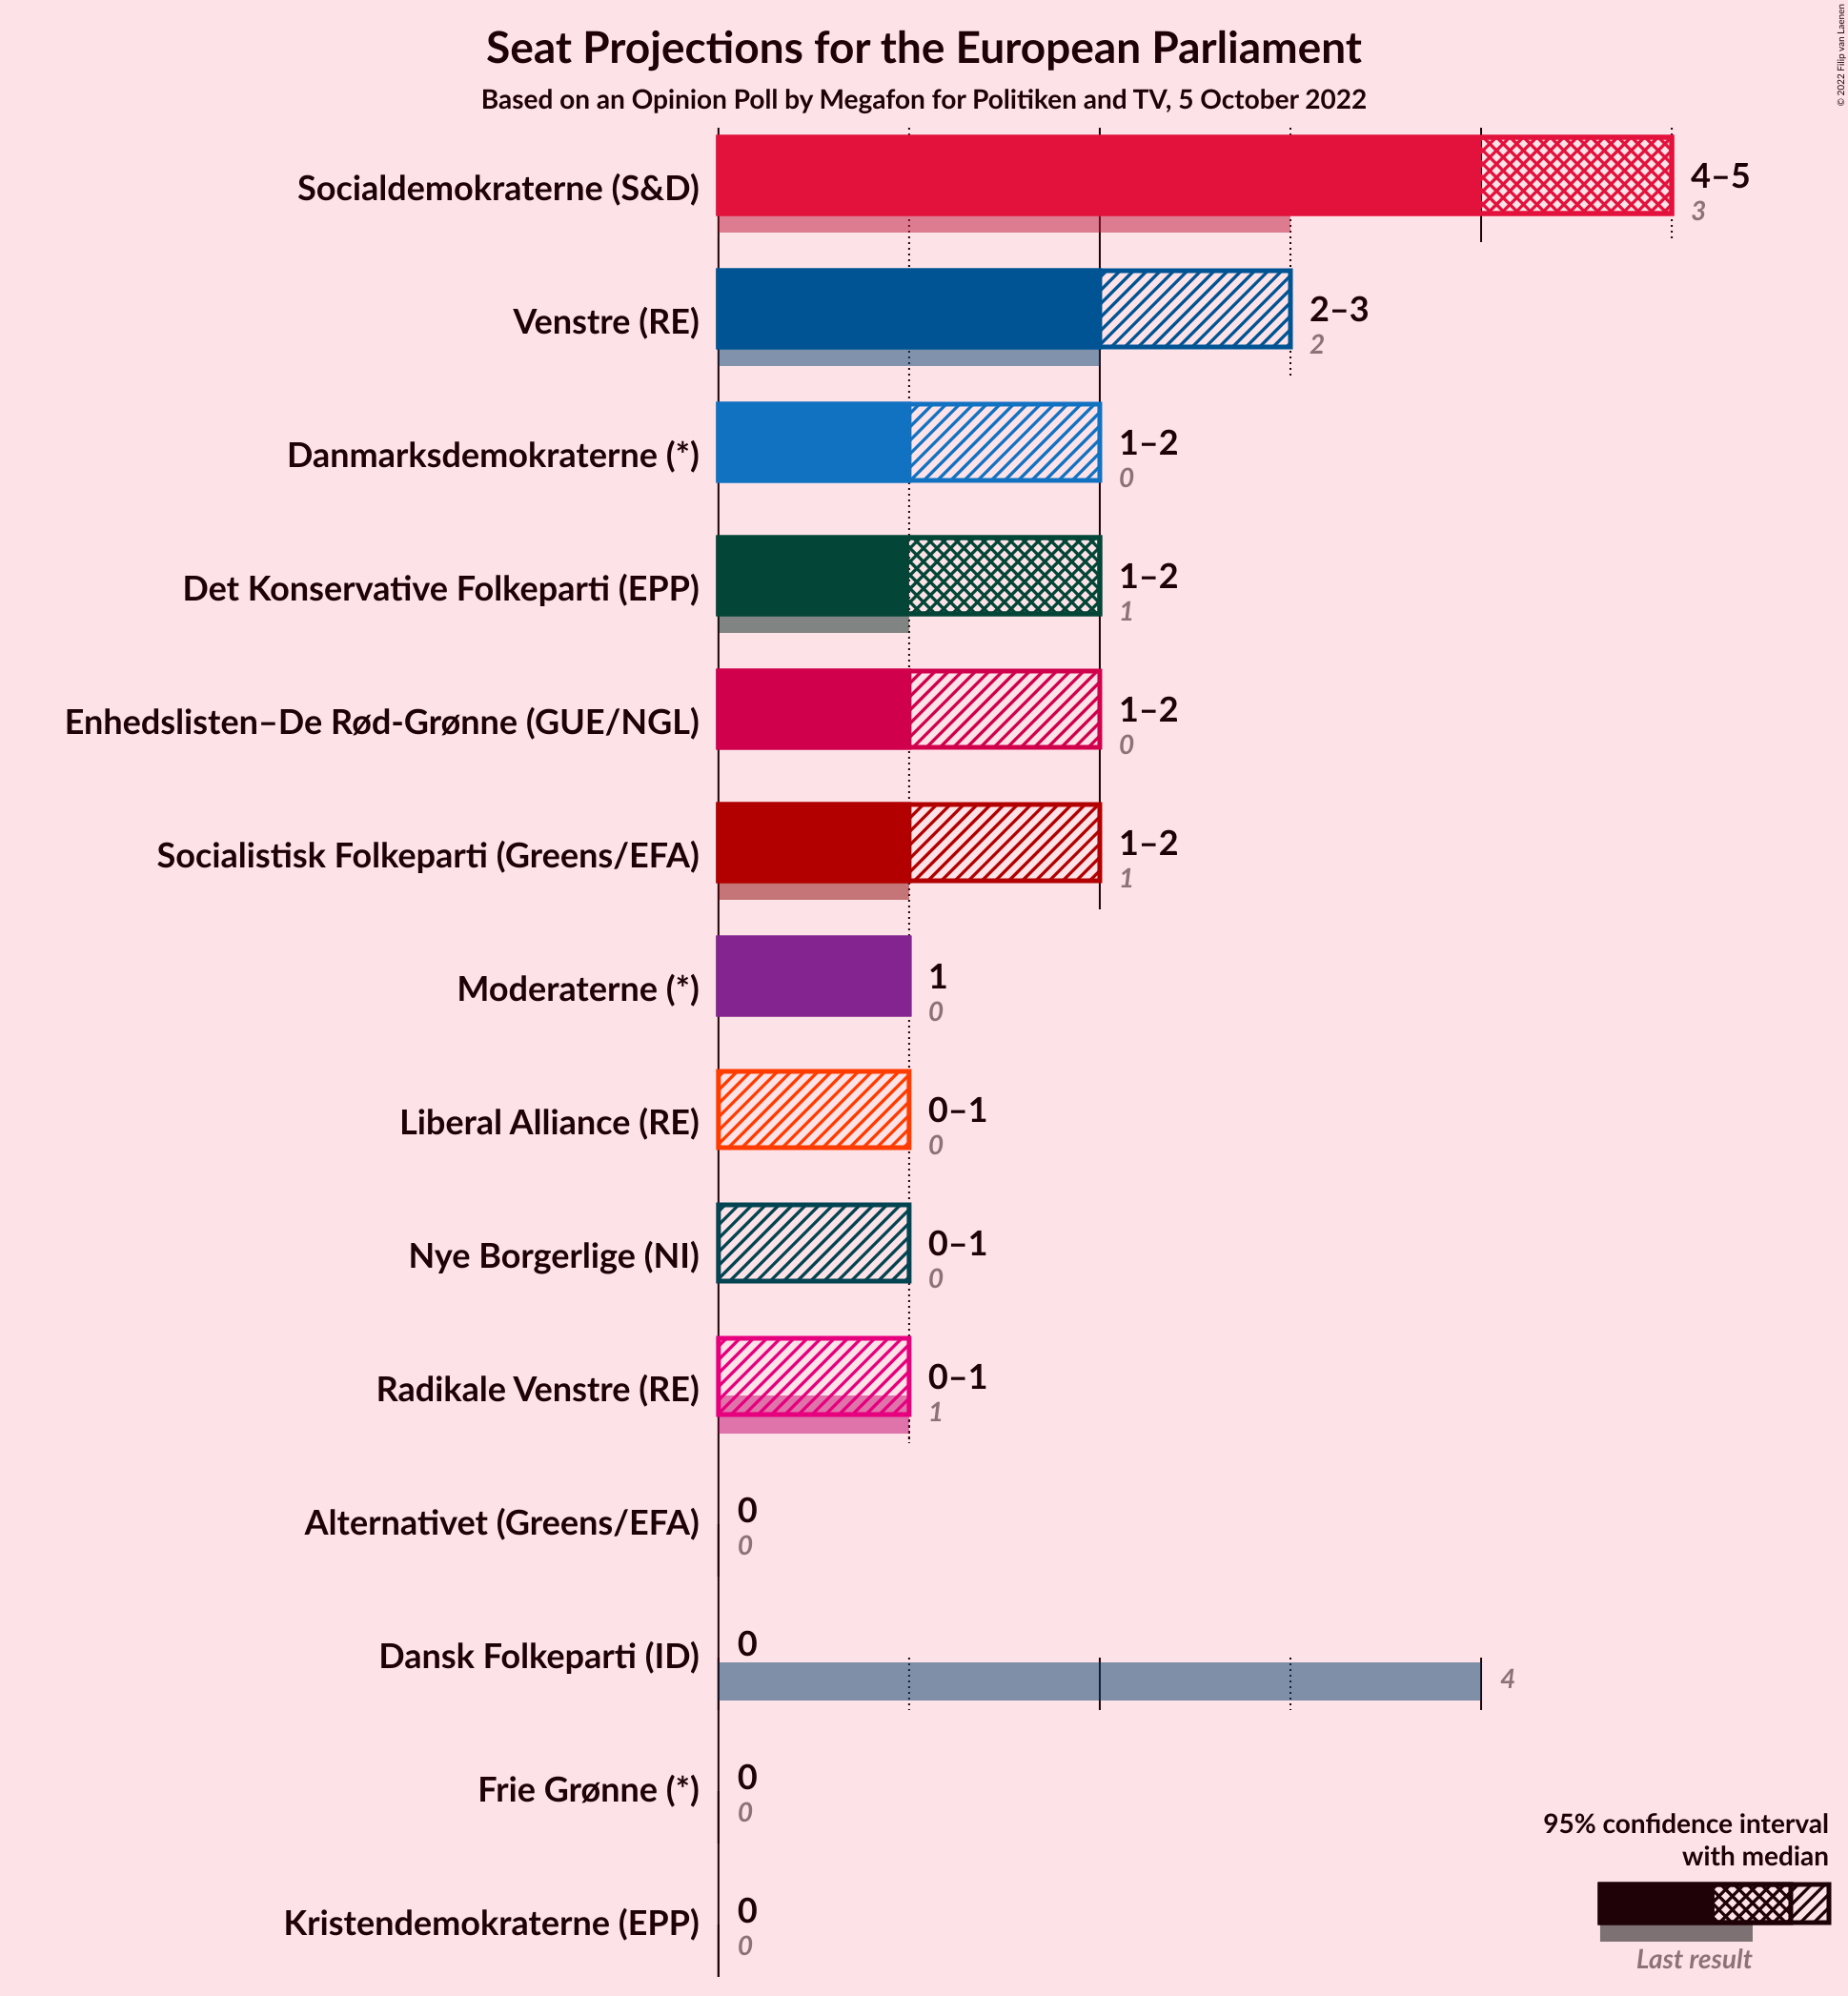 © 2022 Filip van Laenen
Seat Projections for the European Parliament
Based on an Opinion Poll by Megafon for Politiken and TV, 5 October 2022
Socialdemokraterne (S&D)
4–5
3
Venstre (RE)
2–3
2
Danmarksdemokraterne (*)
1–2
0
Det Konservative Folkeparti (EPP)
1–2
1
Enhedslisten–De Rød-Grønne (GUE/NGL)
1–2
0
Socialistisk Folkeparti (Greens/EFA)
1–2
1
Moderaterne (*)
1
0
Liberal Alliance (RE)
0–1
0
Nye Borgerlige (NI)
0–1
0
Radikale Venstre (RE)
0–1
1
Alternativet (Greens/EFA)
0
0
Dansk Folkeparti (ID)
0
4
Frie Grønne (*)
0
0
Kristendemokraterne (EPP)
0
0
95% confidence interval
with median
Last result